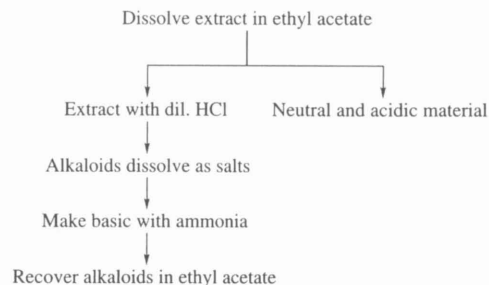 Dissolve extract in ethyl acetate
Extract with dil. HCl
Neutral and acidic material
Alkaloids dissolve as salts
Make basic with ammonia
Recover alkaloids in ethyl acetate